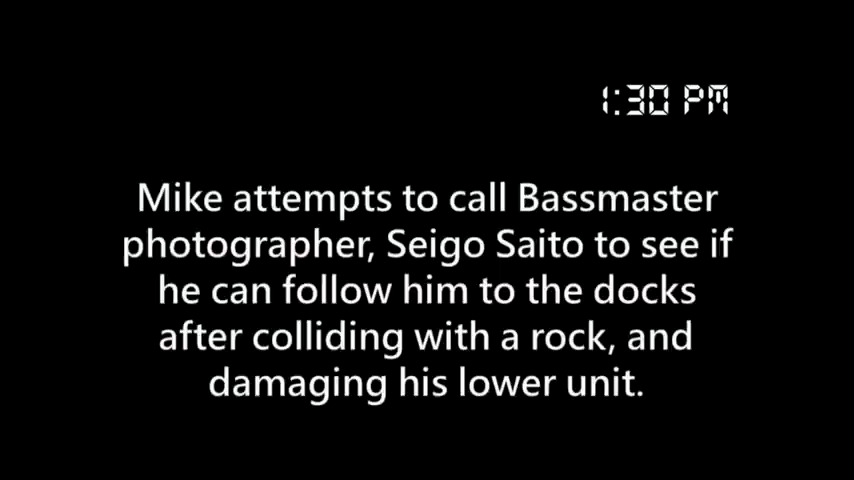 1:30 PM
Mike attempts to call Bassmaster
photographer, Seigo Saito to see if
he can follow him to the docks
after colliding with a rock, and
damaging his lower unit.